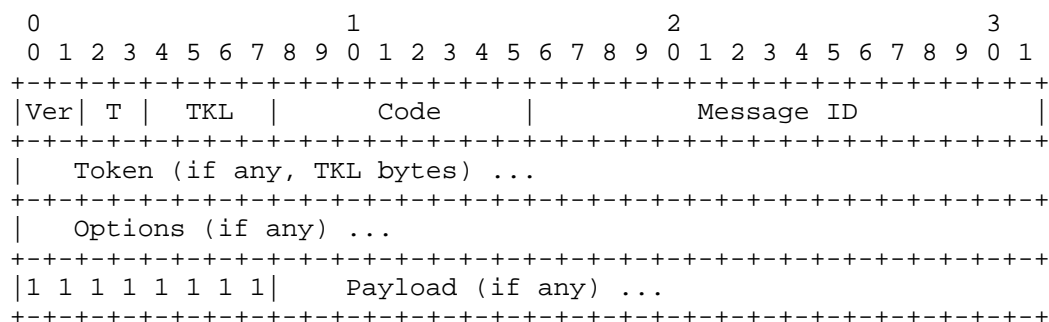 0                   1                   2                   3
 0 1 2 3 4 5 6 7 8 9 0 1 2 3 4 5 6 7 8 9 0 1 2 3 4 5 6 7 8 9 0 1
+-+-+-+-+-+-+-+-+-+-+-+-+-+-+-+-+-+-+-+-+-+-+-+-+-+-+-+-+-+-+-+-+
|Ver| T |  TKL  |      Code     |          Message ID           |
+-+-+-+-+-+-+-+-+-+-+-+-+-+-+-+-+-+-+-+-+-+-+-+-+-+-+-+-+-+-+-+-+
|   Token (if any, TKL bytes) ...
+-+-+-+-+-+-+-+-+-+-+-+-+-+-+-+-+-+-+-+-+-+-+-+-+-+-+-+-+-+-+-+-+
|   Options (if any) ...
+-+-+-+-+-+-+-+-+-+-+-+-+-+-+-+-+-+-+-+-+-+-+-+-+-+-+-+-+-+-+-+-+
|1 1 1 1 1 1 1 1|    Payload (if any) ...
+-+-+-+-+-+-+-+-+-+-+-+-+-+-+-+-+-+-+-+-+-+-+-+-+-+-+-+-+-+-+-+-+